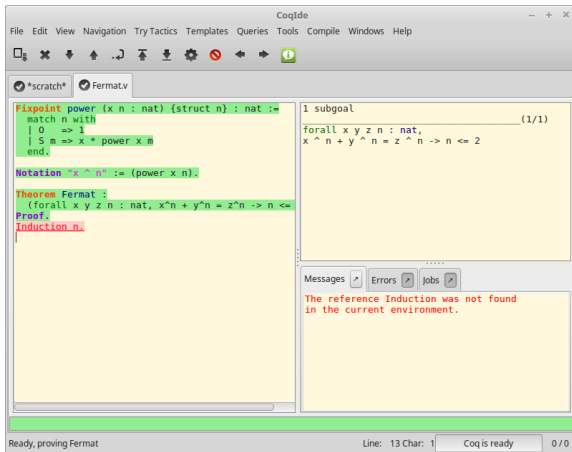 CoqIde
File Edit View Navigation Try Tactics Templates Queries Tools Compile Windows Help
*scratch* Fermat.v
Fixpoint power (x n : nat) {struct n} : nat :=
match n with
| O => 1
| S m => x * power x m
end.
Notation "x ^ n" := (power x n).
Theorem Fermat :
(forall x y z n : nat, x^n + y^n = z^n -> n <=
Proof.
Induction n.
1 subgoal
(1/1)
forall x y z n : nat,
x ^ n + y ^ n = z ^ n -> n <= 2
Messages Errors Jobs
The reference Induction was not found
in the current environment.
Ready, proving Fermat Line: 13 Char: 1 Coq is ready 0 / 0